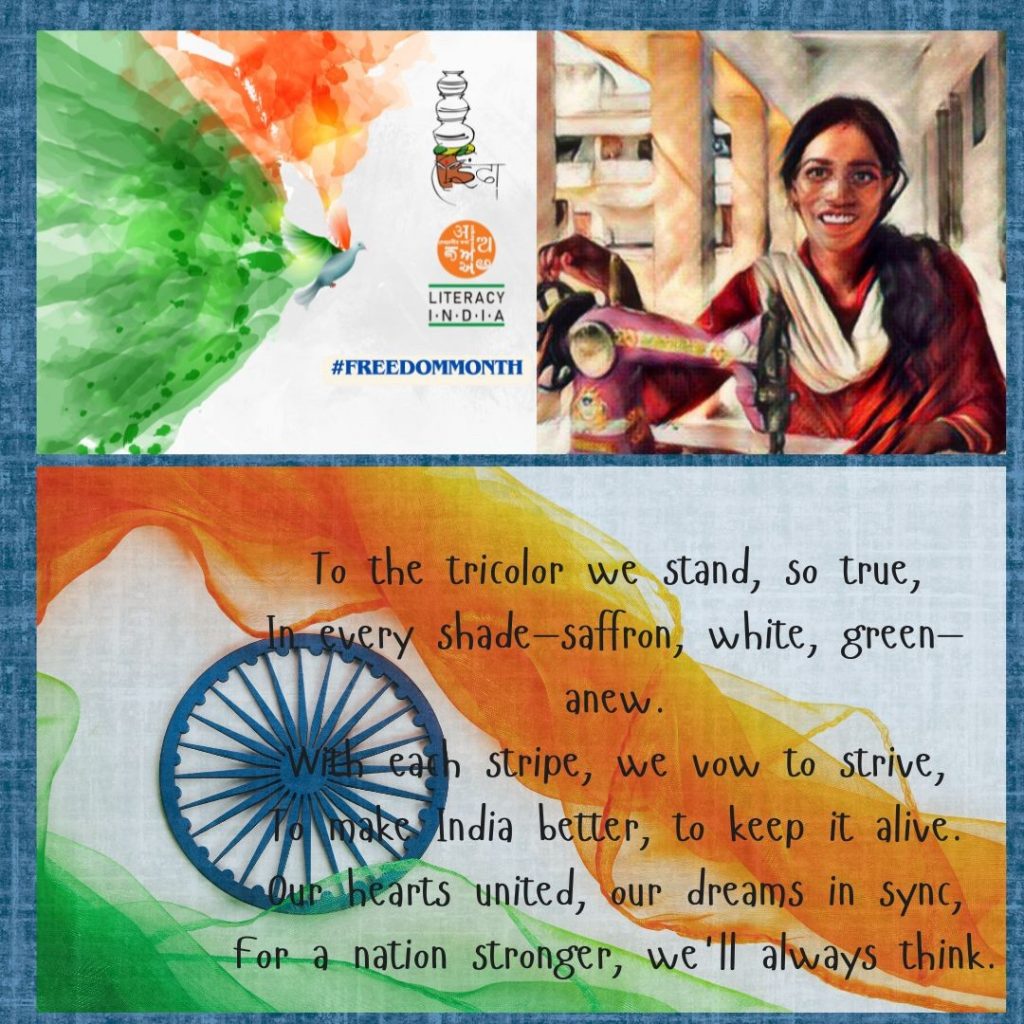 इंदा
LITERACY
I·N·D·I·A
#FREEDOMMONTH
To the tricolor we stand, so true,
In every shade—saffron, white, green—
anew.
With each stripe, we vow to strive,
To make India better, to keep it alive.
Our hearts united, our dreams in sync,
For a nation stronger, we'll always think.